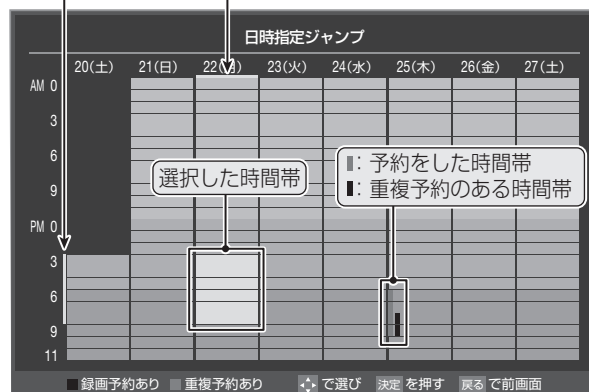 日時指定ジャンプ
20(土) 21(日) 22(月) 23(火) 24(水) 25(木) 26(金) 27(土)
AM 0
3
6
9
PM 0
3
6
9
11
選択した時間帯
: 予約をした時間帯
: 重複予約のある時間帯
録画予約あり 重複予約あり で選び 決定 を押す 戻る で前画面